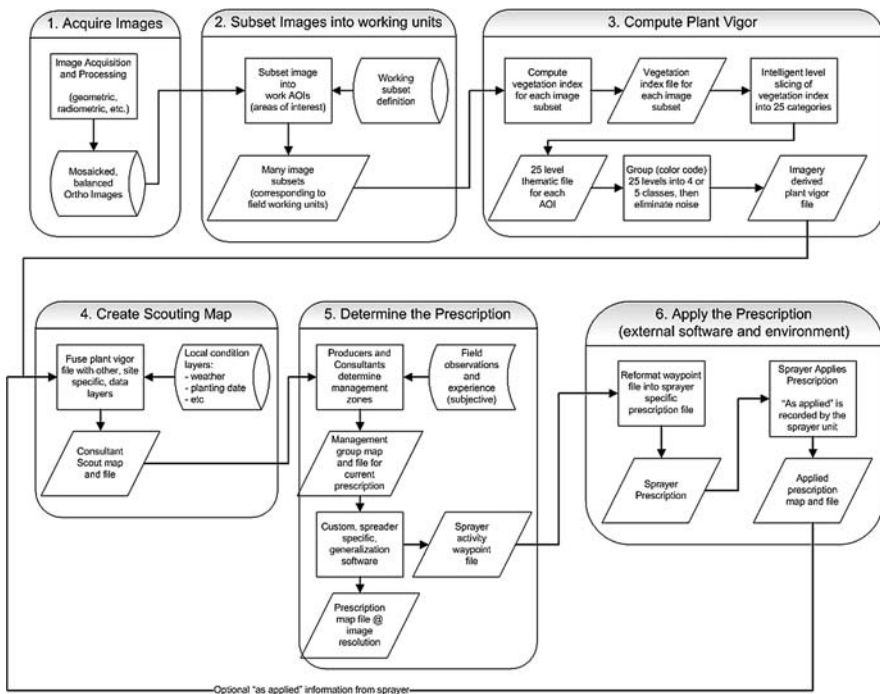 1. Acquire Images
Image Acquisition
and Processing
(geometric,
radiometric, etc.)
Mosaicked,
balanced
Ortho Images
2. Subset Images into working units
Subset image
into
work AOIs
(areas of interest)
Working
subset
definition
Many image
subsets
(corresponding to
field working units)
3. Compute Plant Vigor
Compute
vegetation index
for each image
subset
Vegetation
index file for
each image
subset
Intelligent level
slicing of
vegetation index
into 25 categories
25 level
thematic file
for each
AOI
Group (color code)
25 levels into 4 or
5 classes, then
eliminate noise
Imagery
derived
plant vigor
file
4. Create Scouting Map
Fuse plant vigor
file with other, site
specific, data
layers
Local condition
layers:
- weather
- planting date
- etc
Consultant
Scout map
and file
5. Determine the Prescription
Producers and
Consultants
determine
management
zones
Field
observations
and
experience
(subjective)
Management
group map
and file for
current
prescription
Custom, spreader
specific,
generalization
software
Sprayer
activity
waypoint
file
Prescription
map file @
image
resolution
6. Apply the Prescription
(external software and environment)
Reformat waypoint
file into sprayer
specific
prescription file
Sprayer Applies
Prescription
"As applied" is
recorded by the
sprayer unit
Sprayer
Prescription
Applied
prescription
map and file
Optional "as applied" information from sprayer